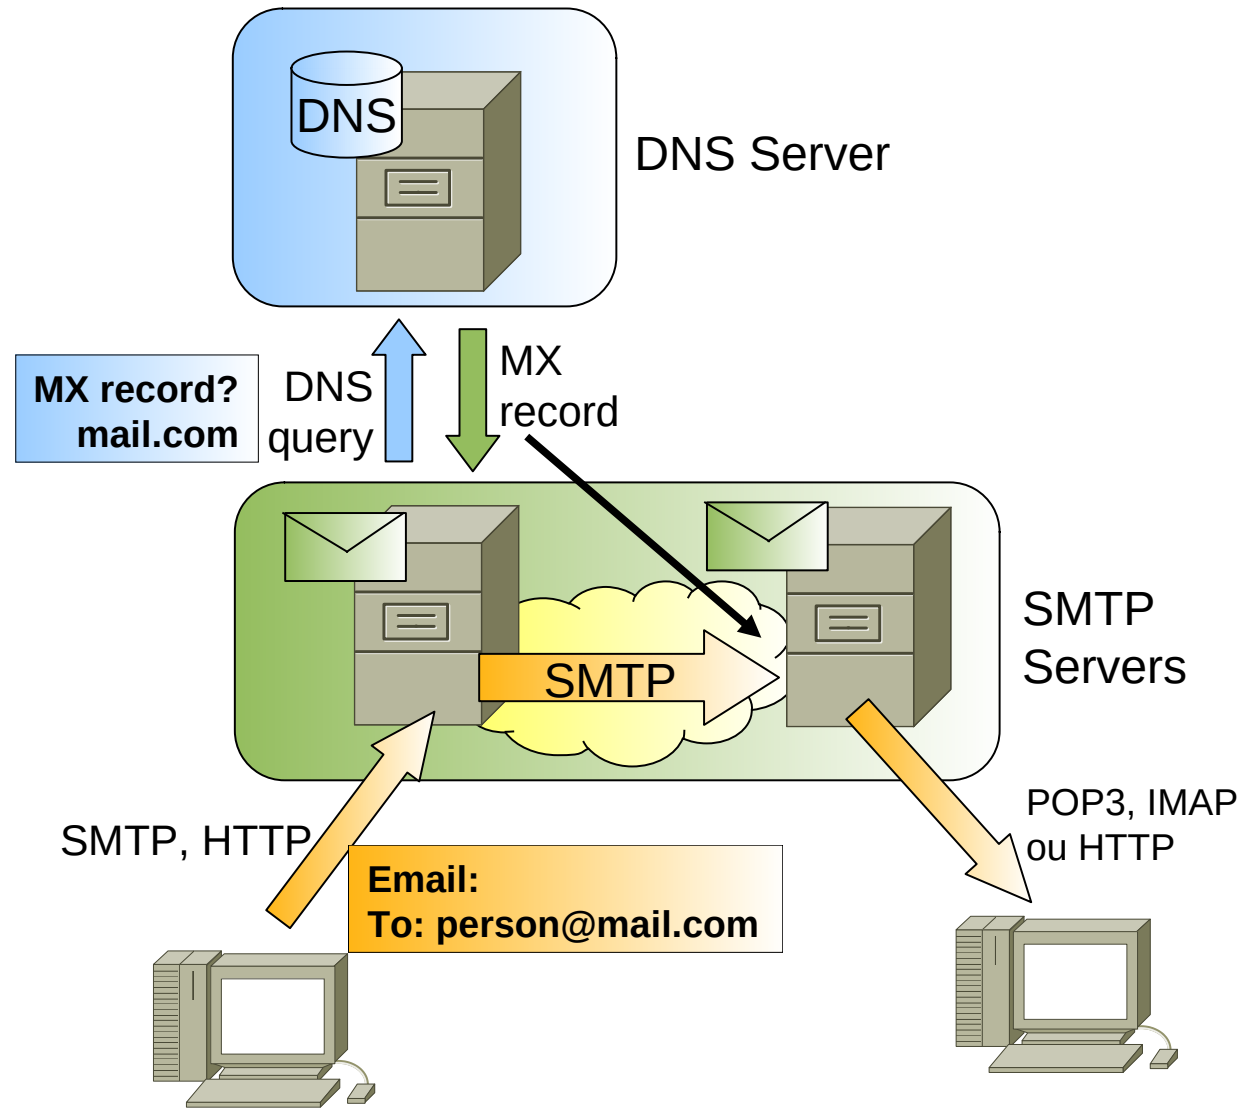 DNS
DNS Server
MX record?
mail.com
DNS
query
MX
record
SMTP
SMTP
Servers
SMTP, HTTP
Email:
To: person@mail.com
POP3, IMAP
ou HTTP